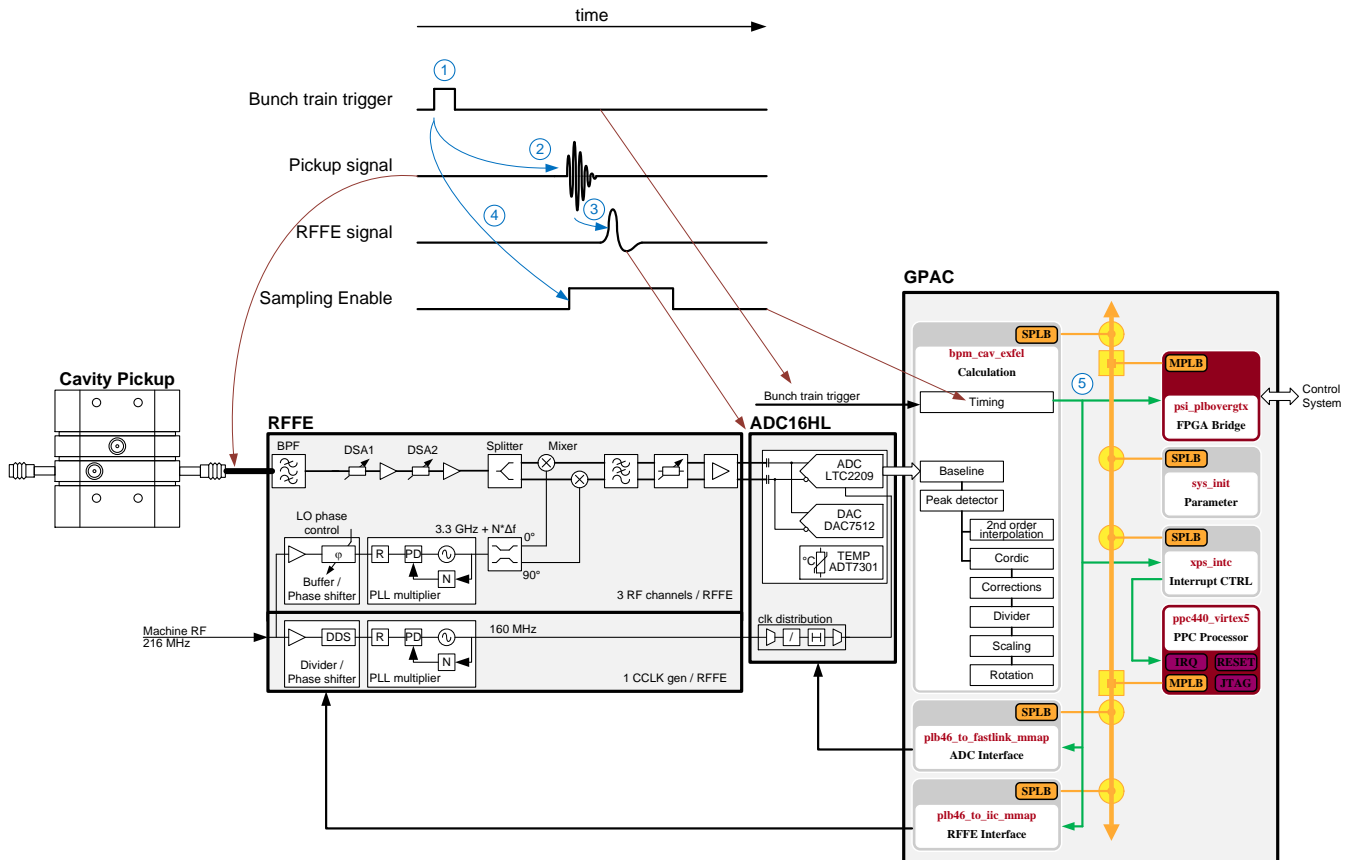 time
1
Bunch train trigger
2
Pickup signal
3
4
RFFE signal
Sampling Enable
GPAC
SPLB
bpm_cav_exfel
Calculation
MPLB
5
Cavity Pickup
Bunch train trigger
Timing
psi_plbovergtx
FPGA Bridge
Control
System
RFFE
ADC16HL
BPF
DSA1
DSA2
Splitter
Mixer
ADC
LTC2209
Baseline
SPLB
sys_init
Parameter
Peak detector
DAC
DAC7512
2nd order
interpolation
LO phase
control
3.3 GHz + N*Δf
0°
90°
φ
R
PD
N
Buffer /
Phase shifter
PLL multiplier
3 RF channels / RFFE
°C
TEMP
ADT7301
Cordic
SPLB
xps_intc
Interrupt CTRL
Corrections
Divider
Scaling
Rotation
ppc440_virtex5
PPC Processor
IRQ
RESET
MPLB
JTAG
Machine RF
216 MHz
DDS
R
PD
N
160 MHz
clk distribution
/
Divider /
Phase shifter
PLL multiplier
1 CCLK gen / RFFE
SPLB
plb46_to_fastlink_mmap
ADC Interface
SPLB
plb46_to_iic_mmap
RFFE Interface